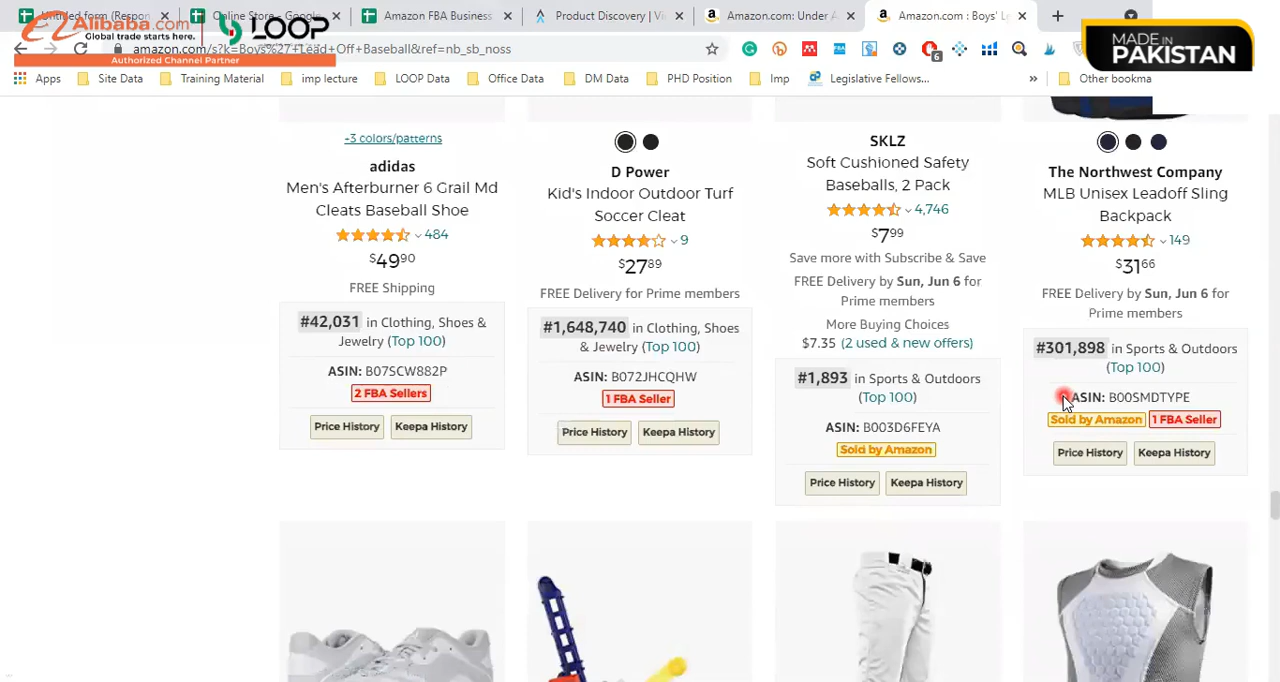 Untitled form (Respon
Online Store - Google
Amazon FBA Business
Product Discovery | Vi
Amazon.com: Under A
Amazon.com : Boys' Le
amazon.com/s?k=Boys%27+Lead+Off+Baseball&ref=nb_sb_noss
6
EZ Alibaba.com
Global trade starts here.
Authorized Channel Partner
LOOP
MADE IN
PAKISTAN
Apps
Site Data
Training Material
imp lecture
LOOP Data
Office Data
DM Data
PHD Position
Imp
Legislative Fellows...
»
Other bookma
+3 colors/patterns
adidas
Men's Afterburner 6 Grail Md
Cleats Baseball Shoe
484
$49.90
FREE Shipping
#42,031 in Clothing, Shoes &
Jewelry (Top 100)
ASIN: B07SCW882P
2 FBA Sellers
Price History
Keepa History
D Power
Kid's Indoor Outdoor Turf
Soccer Cleat
9
$27.89
FREE Delivery for Prime members
#1,648,740 in Clothing, Shoes
& Jewelry (Top 100)
ASIN: B072JHCQHW
1 FBA Seller
Price History
Keepa History
SKLZ
Soft Cushioned Safety
Baseballs, 2 Pack
4,746
$7.99
Save more with Subscribe & Save
FREE Delivery by Sun, Jun 6 for
Prime members
More Buying Choices
$7.35 (2 used & new offers)
#1,893 in Sports & Outdoors
(Top 100)
ASIN: B003D6FEYA
Sold by Amazon
Price History
Keepa History
The Northwest Company
MLB Unisex Leadoff Sling
Backpack
149
$31.66
FREE Delivery by Sun, Jun 6 for
Prime members
#301,898 in Sports & Outdoors
(Top 100)
ASIN: B00SMDTYPE
Sold by Amazon
1 FBA Seller
Price History
Keepa History